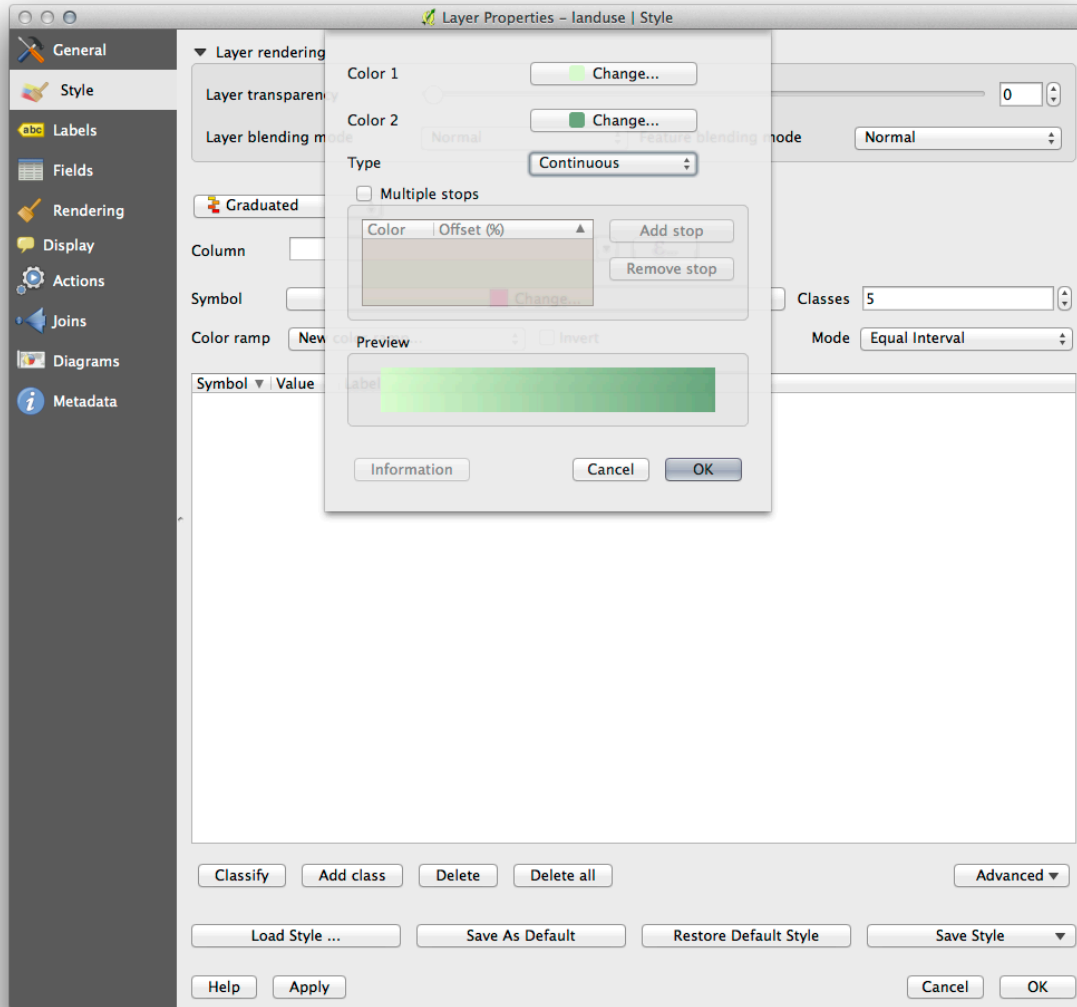 Layer Properties - landuse | Style
General
Style
abc Labels
Fields
Rendering
Display
Actions
Joins
Diagrams
Metadata
Layer rendering
Layer transparency
0
Layer blending mode Normal Feature blending mode Normal
Graduated
Column
Symbol Change... Classes 5
Color ramp New color ramp... Invert Mode Equal Interval
Symbol Value Label
Color 1 Change...
Color 2 Change...
Type Continuous
Multiple stops
Color Offset (%)
Add stop
Remove stop
Preview
Information Cancel OK
Classify Add class Delete Delete all Advanced
Load Style ... Save As Default Restore Default Style Save Style
Help Apply Cancel OK